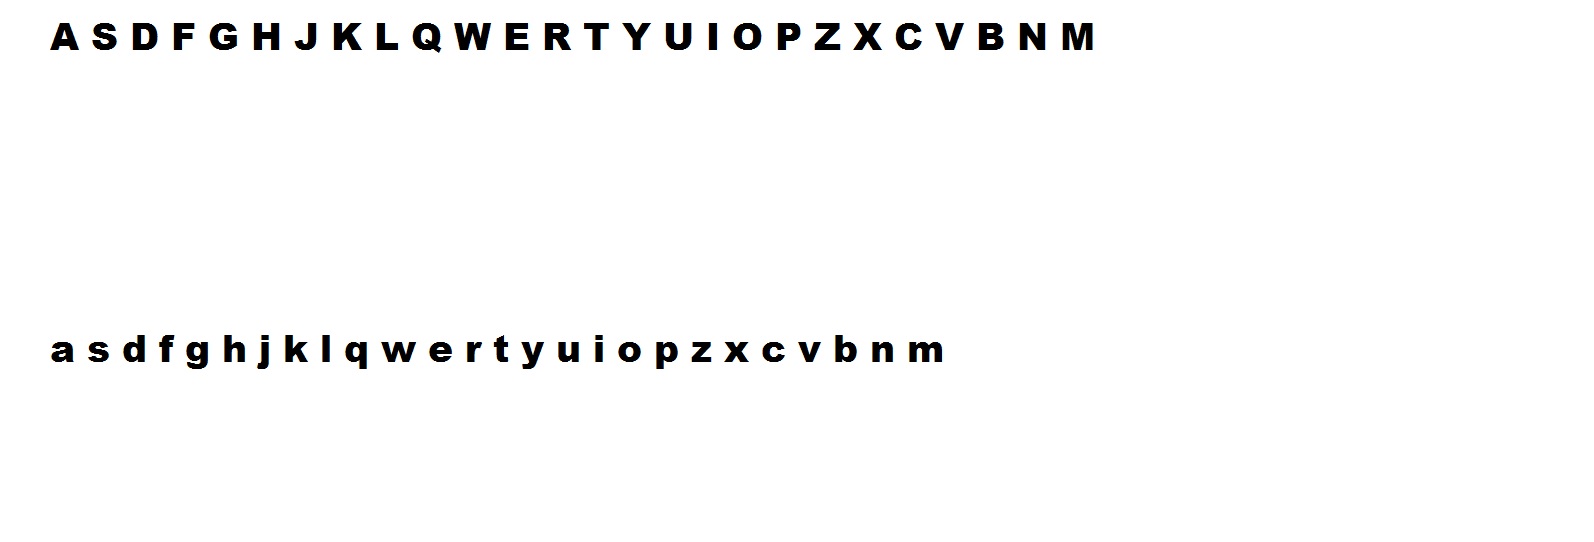 A S D F G H J K L Q W E R T Y U I O P Z X C V B N M
a s d f g h j k l q w e r t y u i o p z x c v b n m